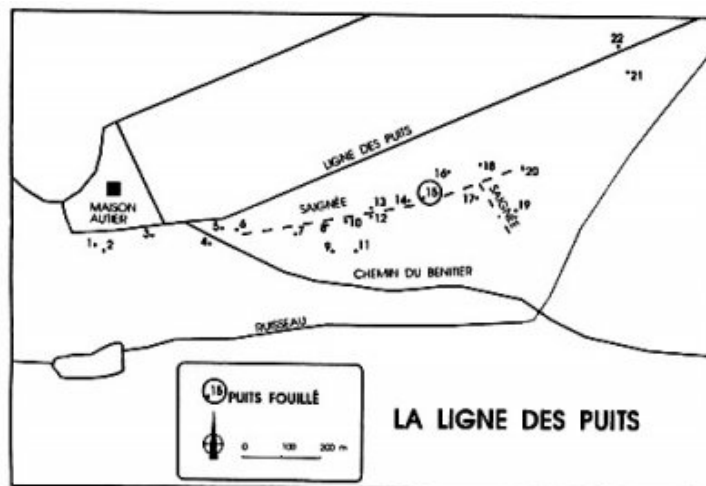 22
21
LIGNE DES PUITS
16
18
20
15
MAISON
AUTIER
SAIGNÉE
13
14
17
SAIGNÉE
19
12
10
1
2
3
4
5
6
7
8
9
11
CHEMIN DU BENITIER
RUISSEAU
15 PUITS FOUILLÉ
0 100 200 m
LA LIGNE DES PUITS